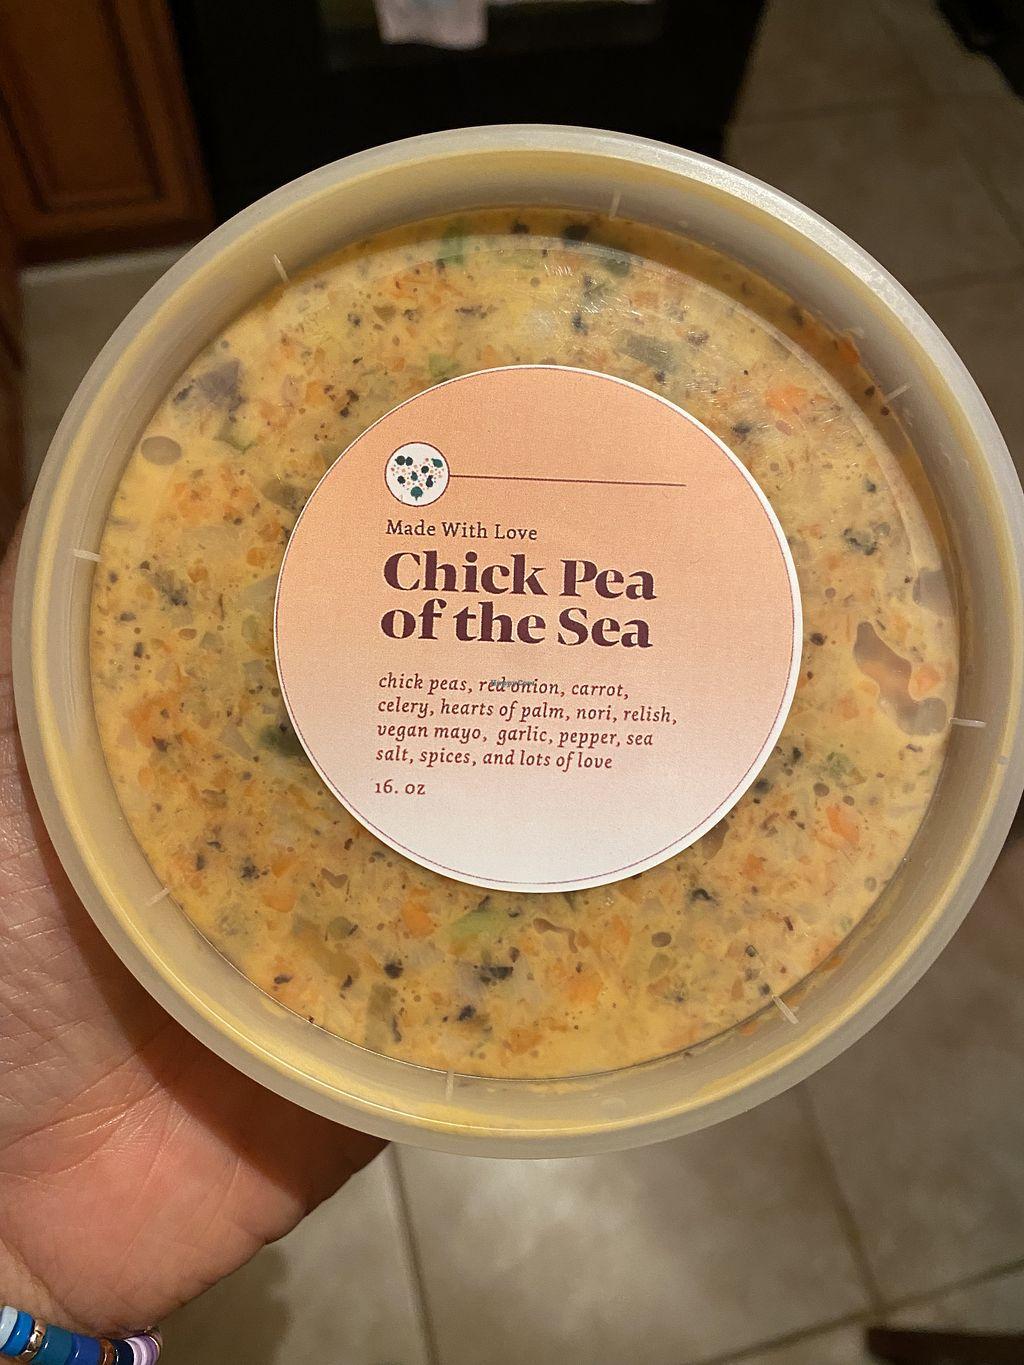 Made With Love
Chick Pea
of the Sea
chick peas, red onion, carrot,
celery, hearts of palm, nori, relish,
vegan mayo, garlic, pepper, sea
salt, spices, and lots of love
16. oz
HappyCow